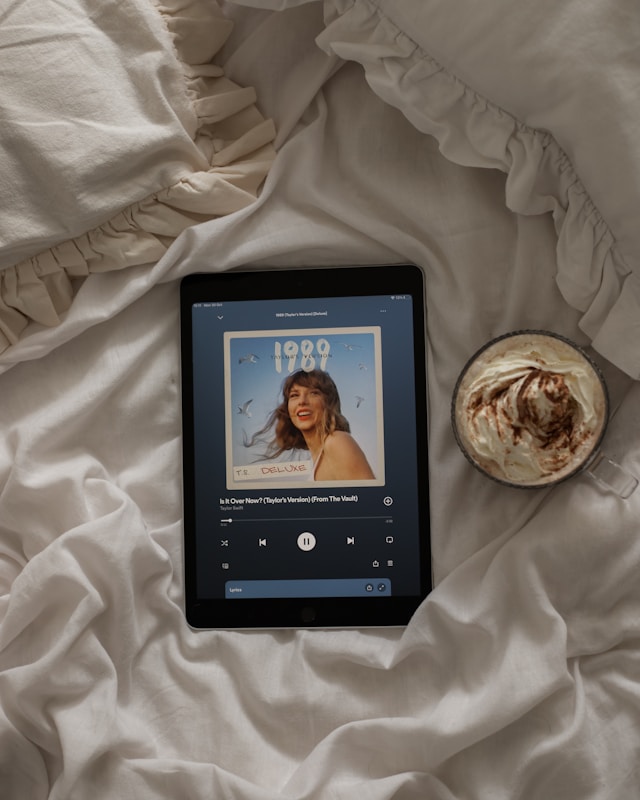 1989 (Taylor's Version) [Deluxe]
1989
TAYLOR'S VERSION
T.S. DELUXE
Is It Over Now? (Taylor's Version) (From The Vault)
Taylor Swift
Lyrics